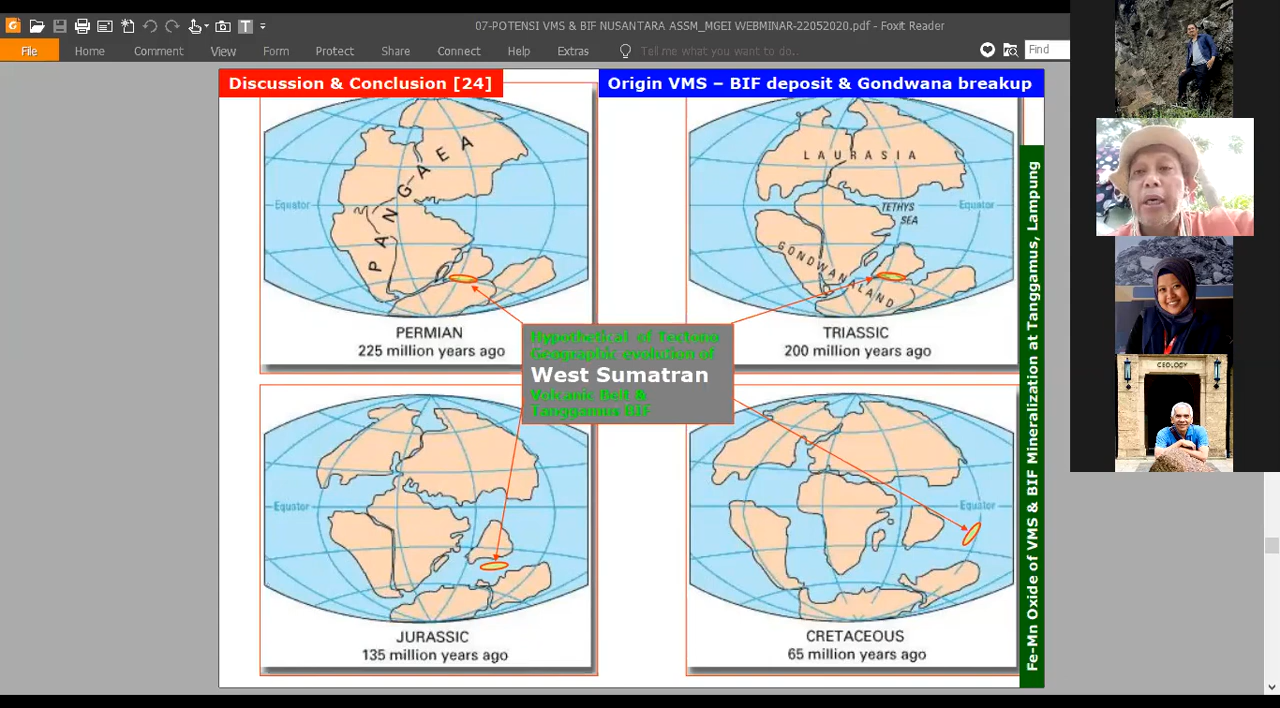 07-POTENSI VMS & BIF NUSANTARA ASSM_MGEI WEBMINAR-22052020.pdf - Foxit Reader
File Home Comment View Form Protect Share Connect Help Extras Tell me what you want to do.. Find
Discussion & Conclusion [24]
Origin VMS – BIF deposit & Gondwana breakup
PANGAEA
Equator
PERMIAN
225 million years ago
LAURASIA
TETHYS
SEA
Equator
GONDWANALAND
TRIASSIC
200 million years ago
Hypothetical of Tectono
Geographic evolution of
West Sumatran
Volcanic Belt &
Tanggamus BIF
Equator
JURASSIC
135 million years ago
Equator
CRETACEOUS
65 million years ago
Fe-Mn Oxide of VMS & BIF Mineralization at Tanggamus, Lampung
GEOLOGY